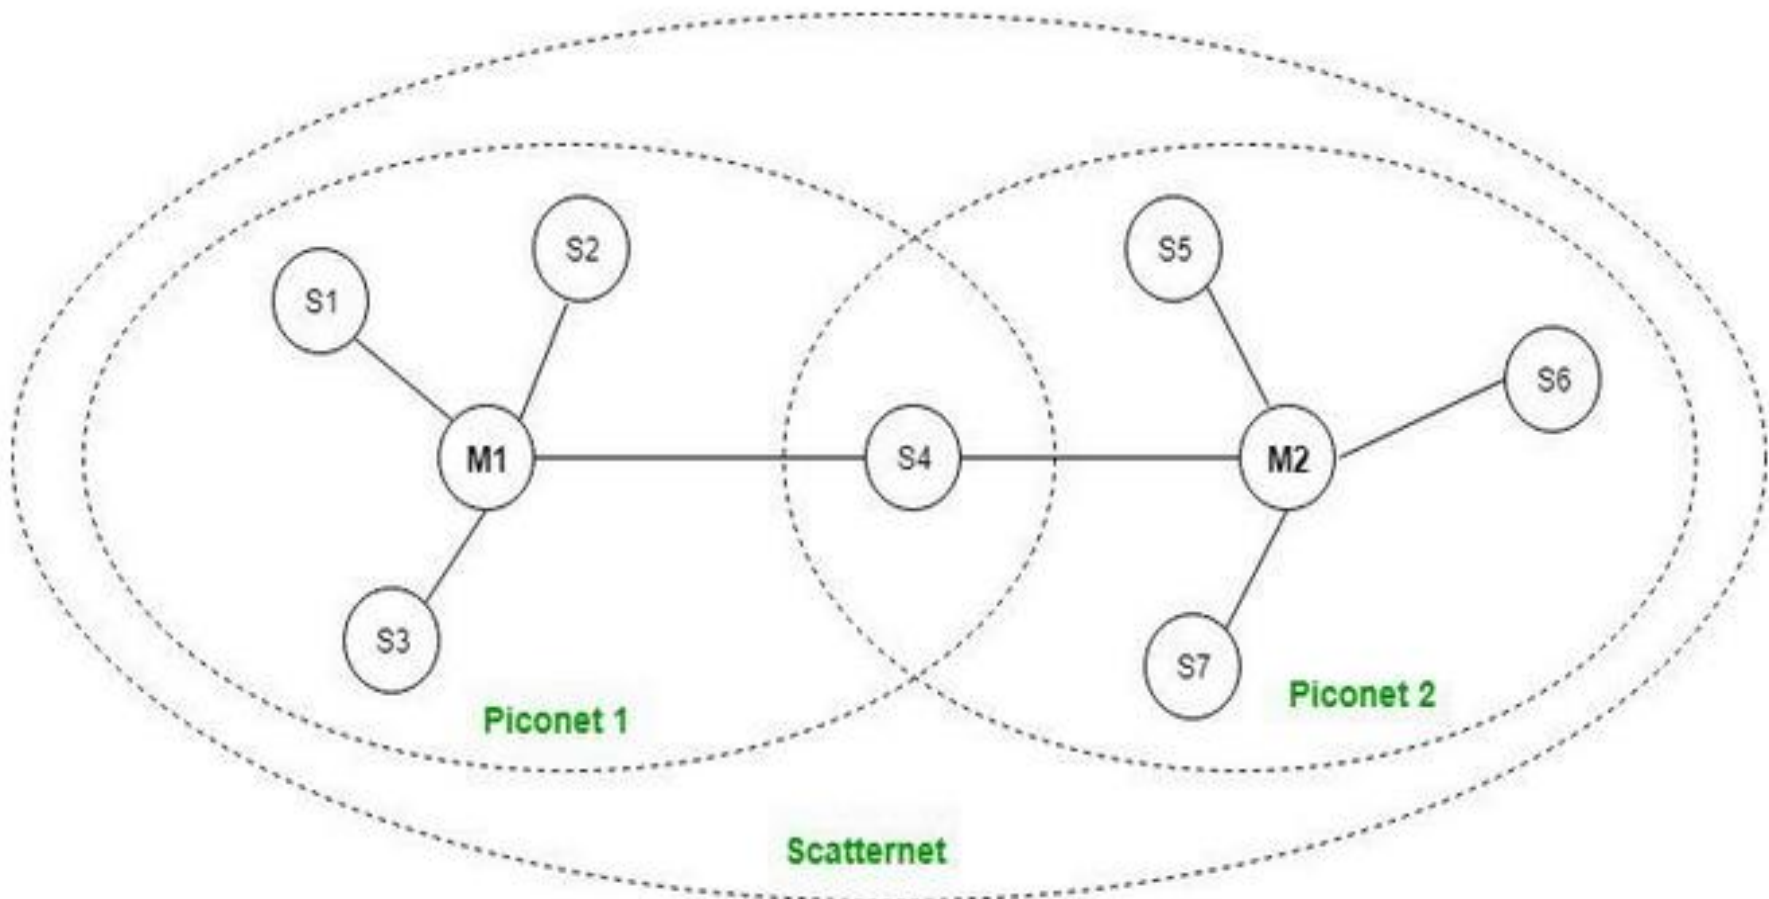 S2
S5
S1
S6
M1
S4
M2
S3
S7
Piconet 2
Piconet 1
Scatternet